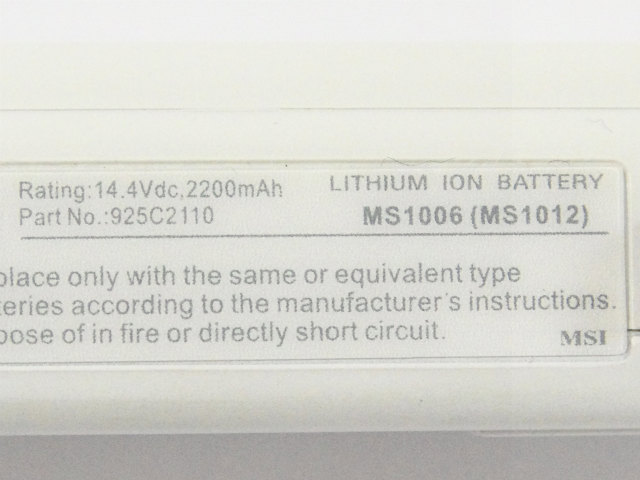 Rating:14.4Vdc,2200mAh
Part No.:925C2110
LITHIUM ION BATTERY
MS1006 (MS1012)
place only with the same or equivalent type
teries according to the manufacturer's instructions.
pose of in fire or directly short circuit.
MSI